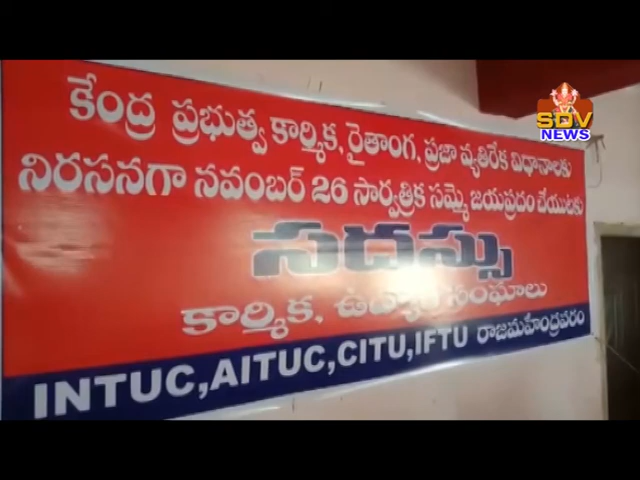 SDV
NEWS
కేంద్ర ప్రభుత్వ కార్మిక, రైతాంగ, ప్రజా వ్యతిరేక విధానాలకు
నిరసనగా నవంబర్ 26 సార్వత్రిక సమ్మె జయప్రదం చేయుటకు
సదస్సు
కార్మిక, ఉద్యోగ సంఘాలు
INTUC,AITUC,CITU,IFTU రాజమహేంద్రవరం